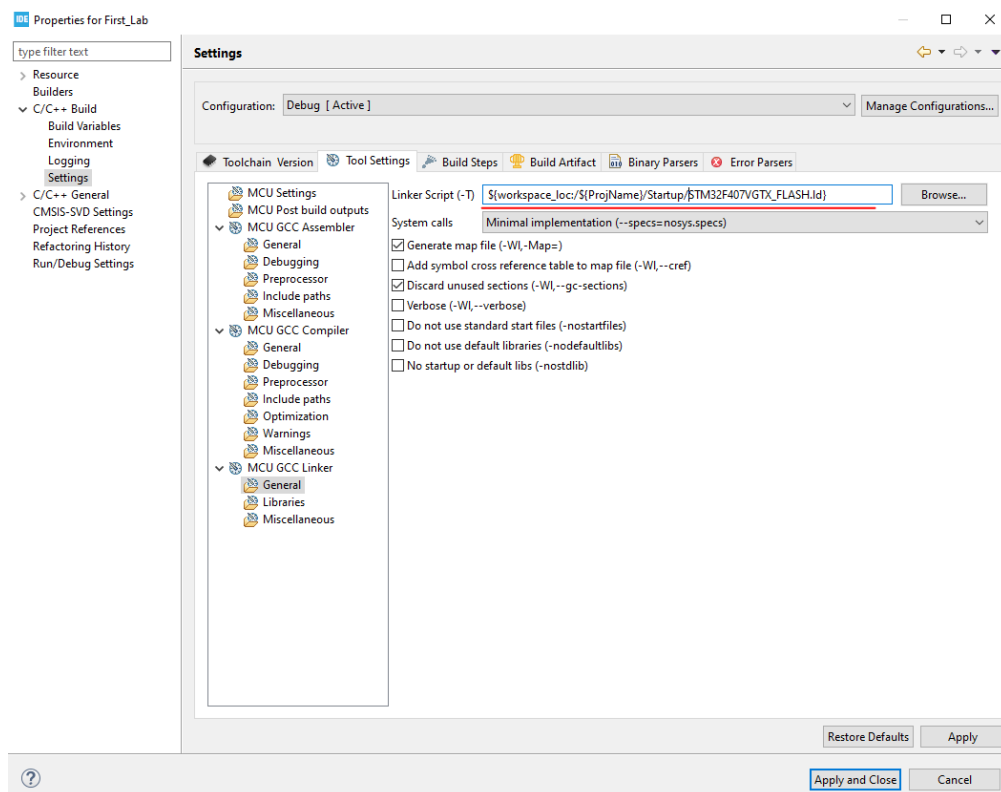 IDE Properties for First_Lab
type filter text
Resource
Builders
C/C++ Build
Build Variables
Environment
Logging
Settings
C/C++ General
CMSIS-SVD Settings
Project References
Refactoring History
Run/Debug Settings
Settings
Configuration: Debug [ Active ] Manage Configurations...
Toolchain Version Tool Settings Build Steps Build Artifact Binary Parsers Error Parsers
MCU Settings
MCU Post build outputs
MCU GCC Assembler
General
Debugging
Preprocessor
Include paths
Miscellaneous
MCU GCC Compiler
General
Debugging
Preprocessor
Include paths
Optimization
Warnings
Miscellaneous
MCU GCC Linker
General
Libraries
Miscellaneous
Linker Script (-T) ${workspace_loc:/${ProjName}/Startup/STM32F407VGTX_FLASH.ld} Browse...
System calls Minimal implementation (--specs=nosys.specs)
Generate map file (-Wl,-Map=)
Add symbol cross reference table to map file (-Wl,--cref)
Discard unused sections (-Wl,--gc-sections)
Verbose (-Wl,--verbose)
Do not use standard start files (-nostartfiles)
Do not use default libraries (-nodefaultlibs)
No startup or default libs (-nostdlib)
Restore Defaults Apply
? Apply and Close Cancel